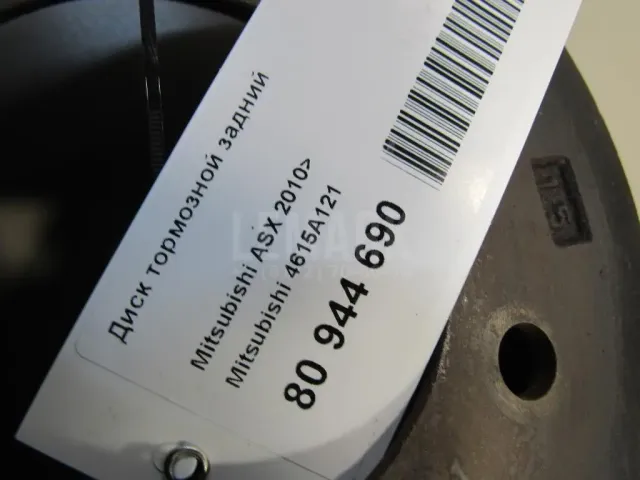 Диск тормозной задний
Mitsubishi ASX 2010>
Mitsubishi 4615A121
80 944 690